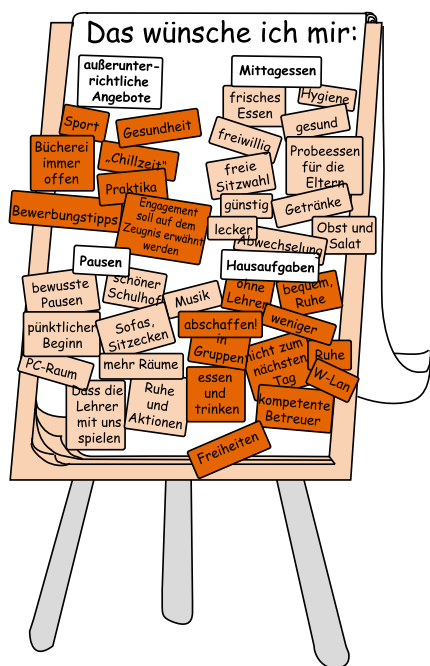 Das wünsche ich mir:
außerunter-
richtliche
Angebote
Sport
Gesundheit
Bücherei
immer
offen
„Chillzeit“
Praktika
Bewerbungstipps
Engagement
soll auf dem
Zeugnis erwähnt
werden
Mittagessen
frisches
Essen
Hygiene
gesund
freiwillig
Probeessen
für die
Eltern
freie
Sitzwahl
günstig
Getränke
lecker
Abwechselung
Obst und
Salat
Pausen
bewusste
Pausen
schöner
Schulhof
Musik
pünktlicher
Beginn
Sofas,
Sitzecken
PC-Raum
mehr Räume
Dass die
Lehrer
mit uns
spielen
Ruhe
und
Aktionen
Hausaufgaben
ohne
Lehrer
bequem,
Ruhe
abschaffen!
weniger
in
Gruppen
nicht zum
nächsten
Tag
Ruhe
W-Lan
essen
und
trinken
kompetente
Betreuer
Freiheiten